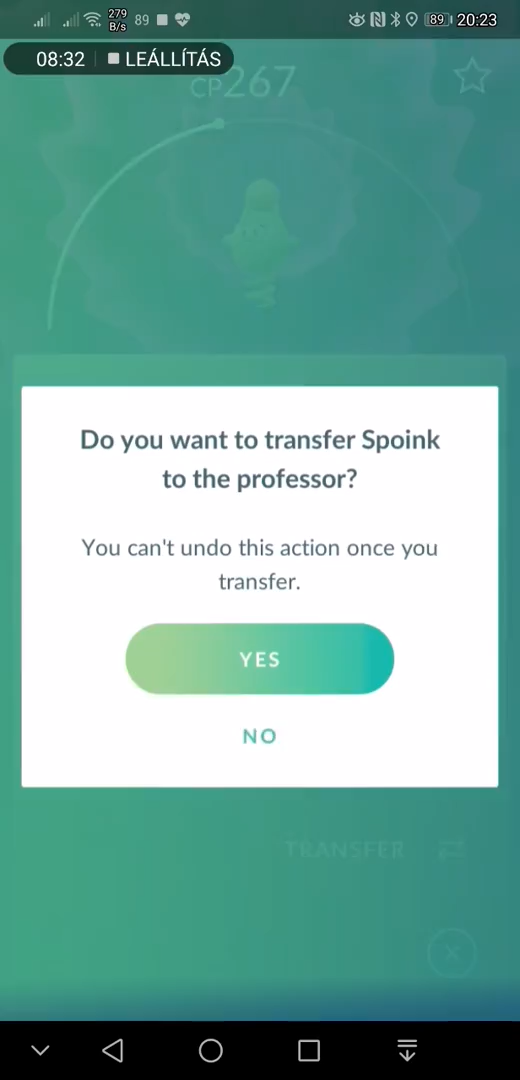 279 B/s 89 89 20:23
08:32 LEÁLLÍTÁS
CP267
Do you want to transfer Spoink
to the professor?
You can't undo this action once you
transfer.
YES
NO
TRANSFER